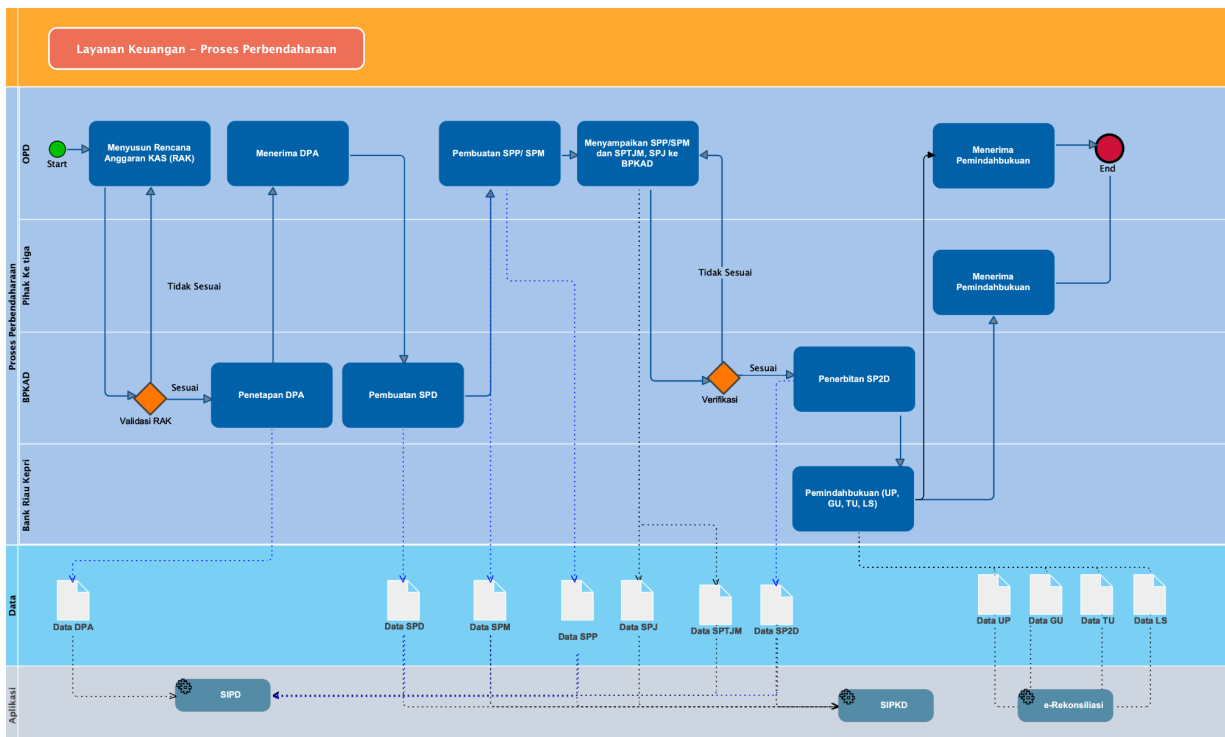 Layanan Keuangan - Proses Perbendaharaan
Proses Perbendaharaan
OPD
Start
Menyusun Rencana
Anggaran KAS (RAK)
Menerima DPA
Pembuatan SPP/ SPM
Menyampaikan SPP/SPM
dan SPTJM, SPJ ke
BPKAD
Menerima
Pemindahbukuan
End
Pihak Ke tiga
Tidak Sesuai
Tidak Sesuai
Menerima
Pemindahbukuan
BPKAD
Validasi RAK
Sesuai
Penetapan DPA
Pembuatan SPD
Verifikasi
Sesuai
Penerbitan SP2D
Bank Riau Kepri
Pemindahbukuan (UP,
GU, TU, LS)
Data
Data DPA
Data SPD
Data SPM
Data SPP
Data SPJ
Data SPTJM
Data SP2D
Data UP
Data GU
Data TU
Data LS
Aplikasi
SIPD
SIPKD
e-Rekonsiliasi